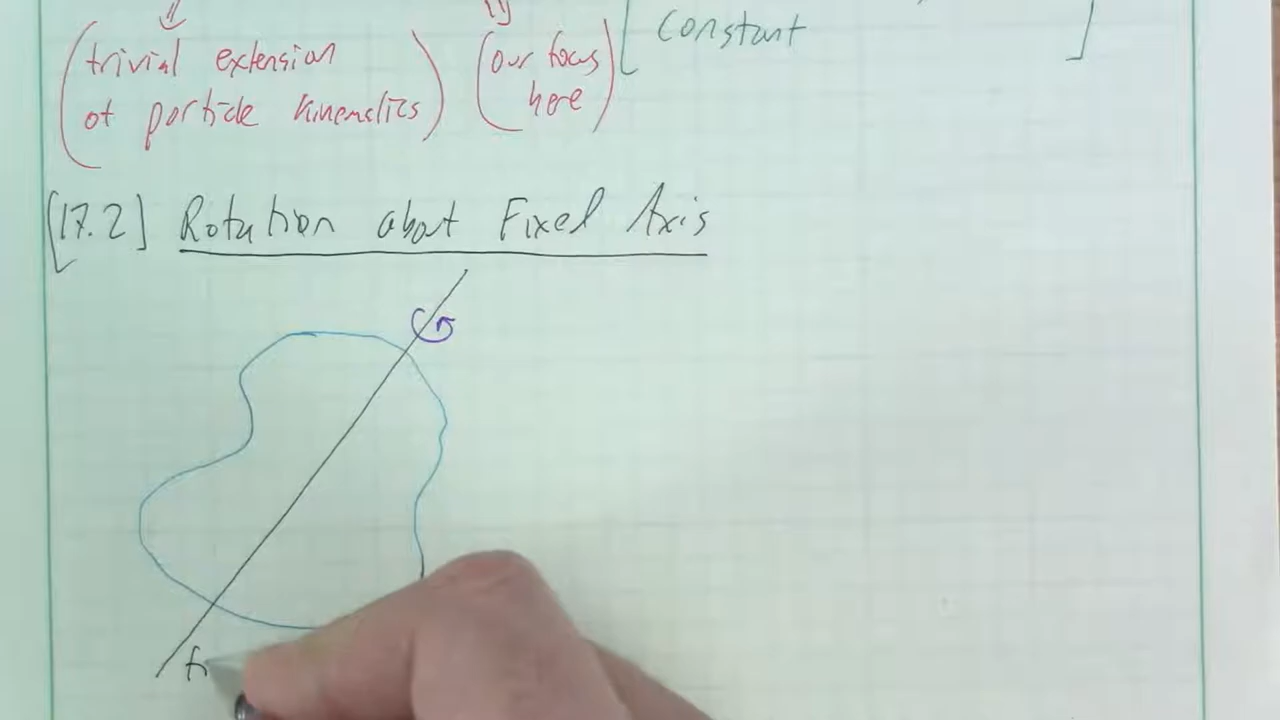 (trivial extension
of particle kinematics)
(our focus
here)
[constant]
[17.2] Rotation about Fixed Axis